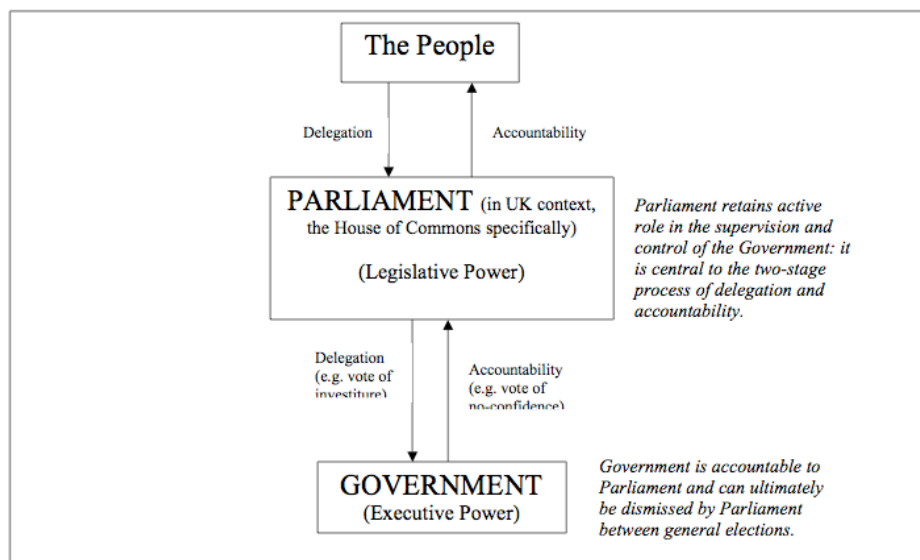 The People
Delegation
Accountability
PARLIAMENT (in UK context,
the House of Commons specifically)
(Legislative Power)
Parliament retains active
role in the supervision and
control of the Government: it
is central to the two-stage
process of delegation and
accountability.
Delegation
(e.g. vote of
investiture)
Accountability
(e.g. vote of
no-confidence)
GOVERNMENT
(Executive Power)
Government is accountable to
Parliament and can ultimately
be dismissed by Parliament
between general elections.